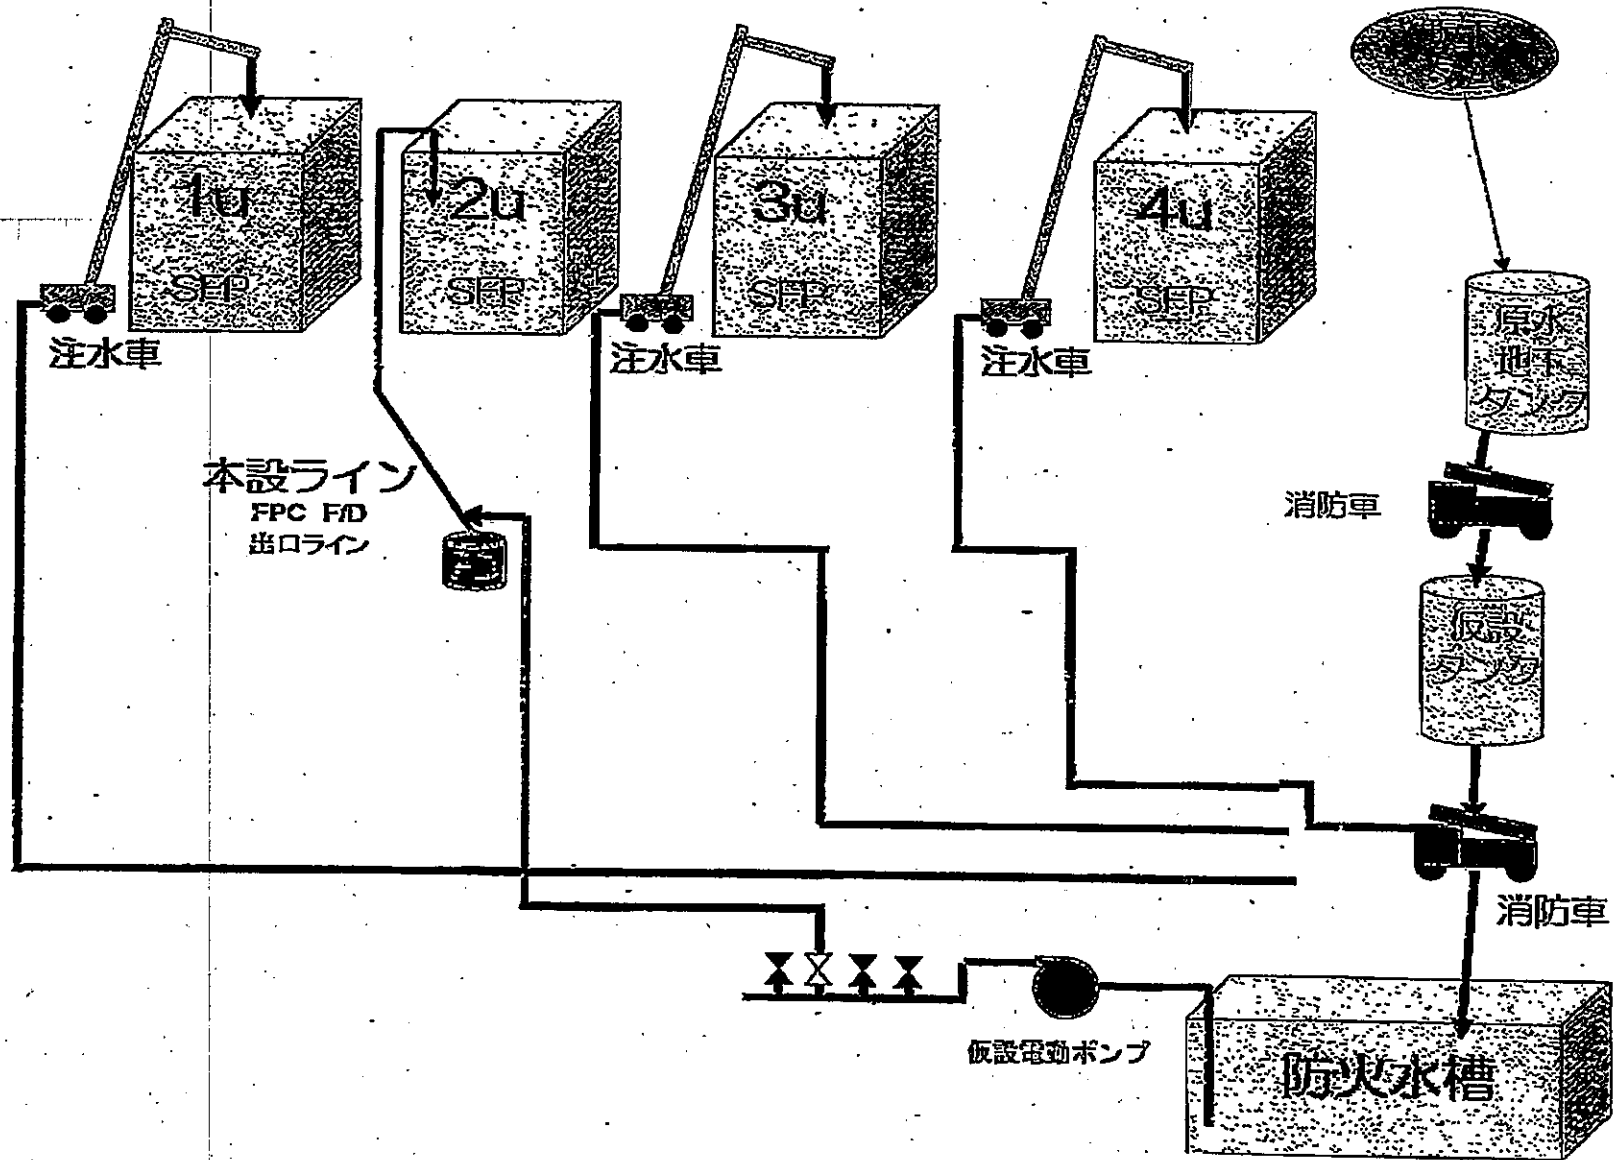 1u
SFP
注水車
2u
SFP
3u
SFP
注水車
4u
SFP
注水車
原水
地下
タンク
本設ライン
FPC F/D
出口ライン
消防車
仮設
タンク
消防車
仮設電動ポンプ
防火水槽